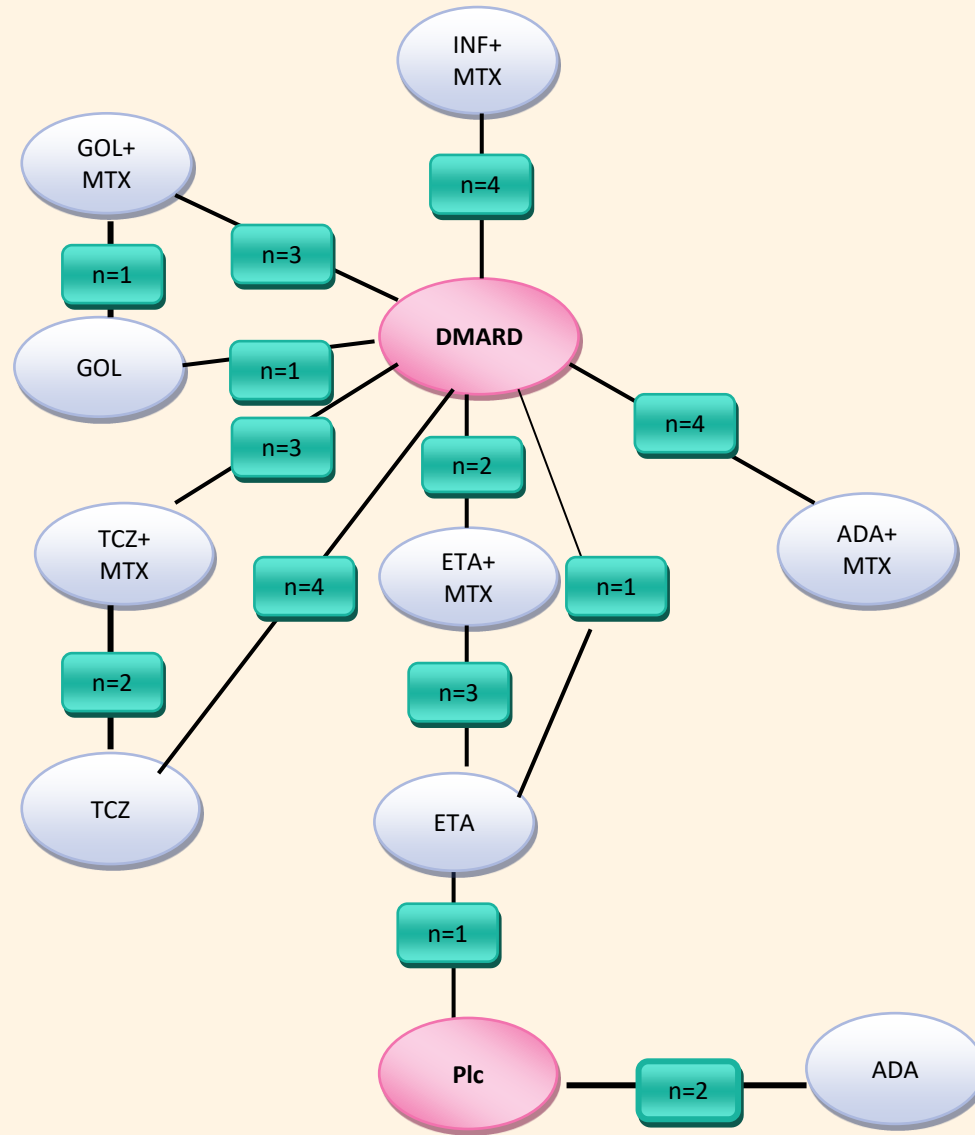 INF+
MTX
GOL+
MTX
n=4
n=3
n=1
DMARD
GOL
n=1
n=4
n=3
n=2
TCZ+
MTX
ETA+
MTX
ADA+
MTX
n=4
n=1
n=2
n=3
TCZ
ETA
n=1
Plc
n=2
ADA